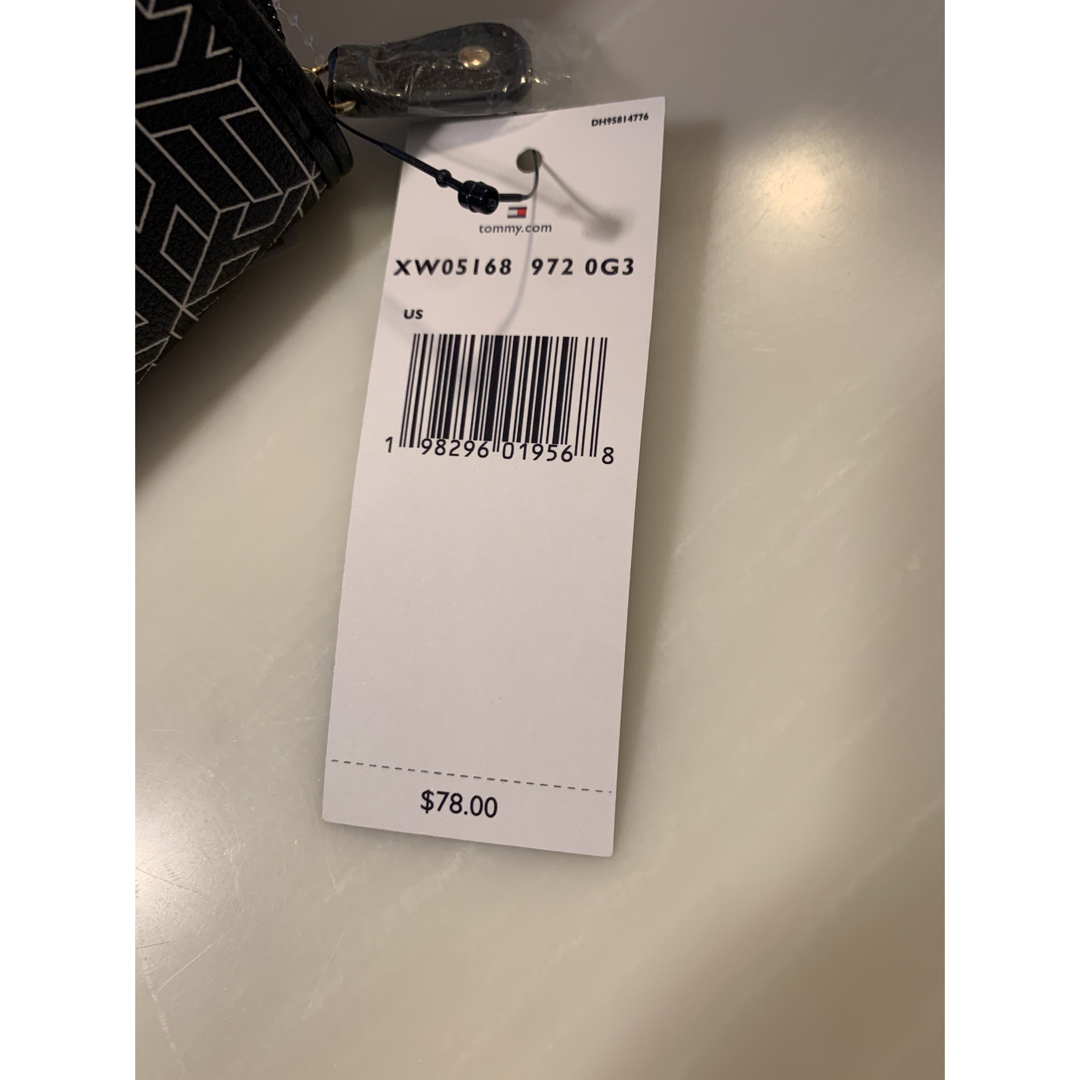 DH95814776
tommy.com
XW05168 972 0G3
US
1 98296 01956 8
$78.00